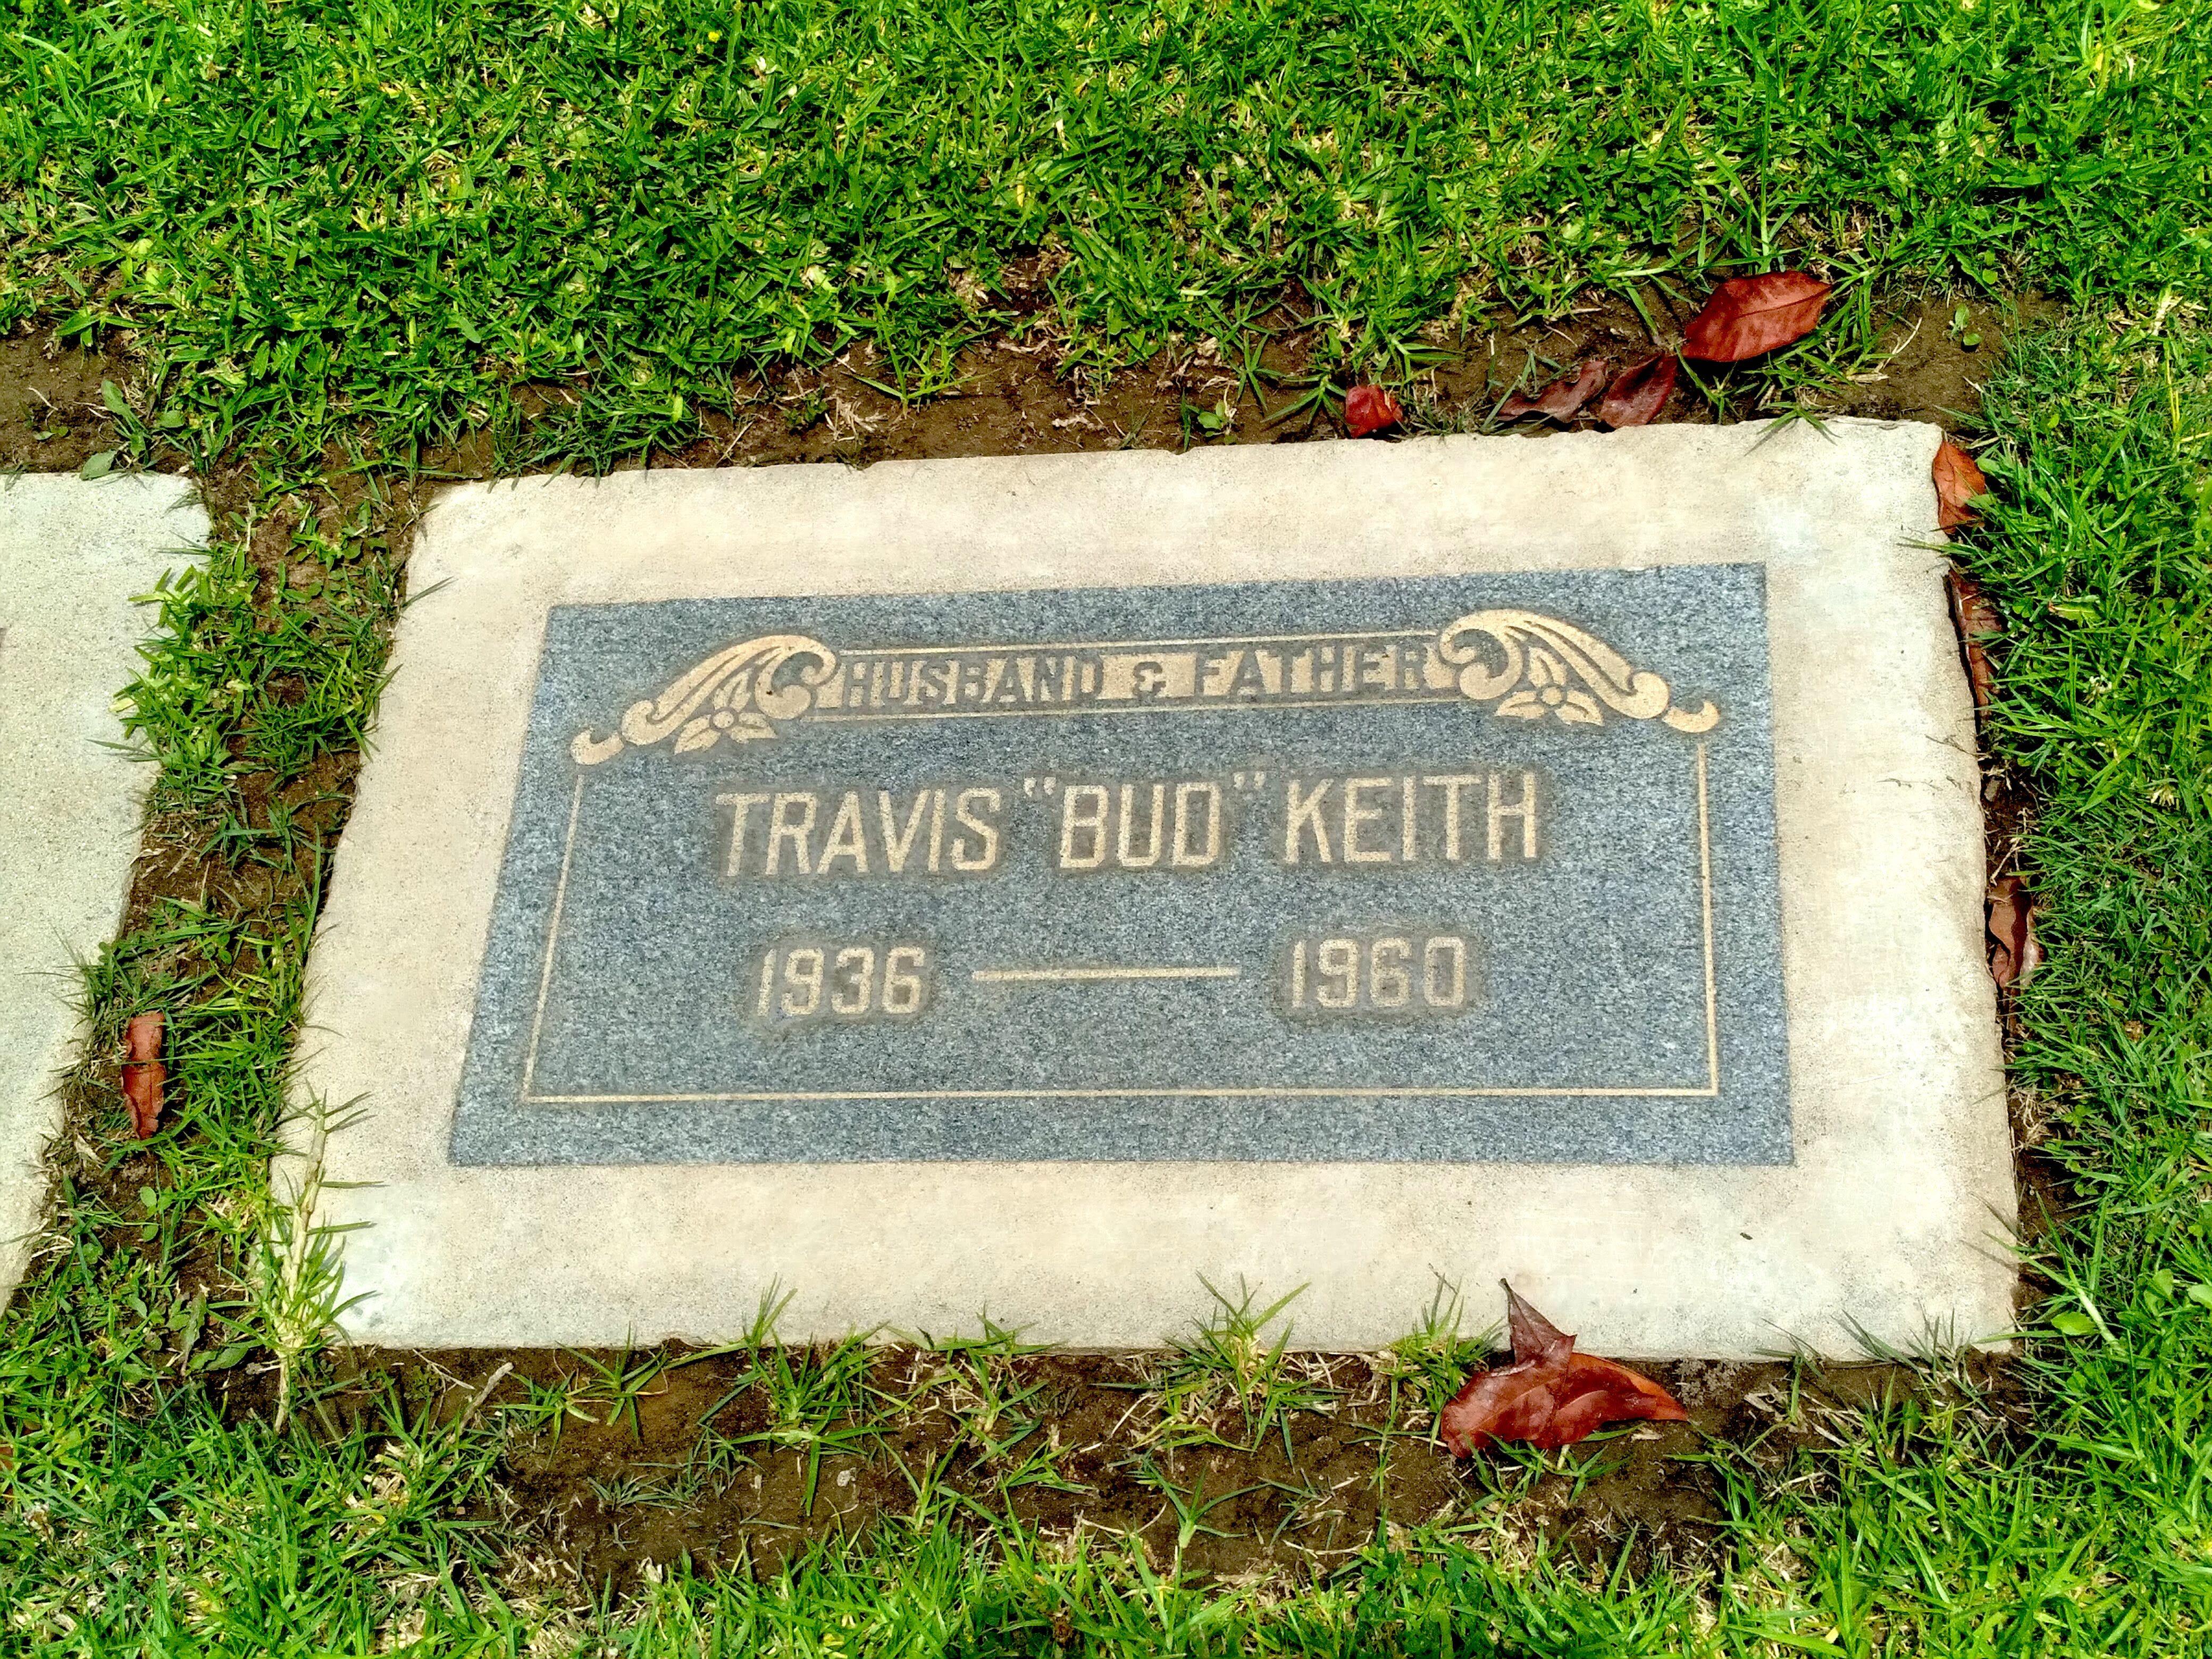 HUSBAND & FATHER
TRAVIS "BUD" KEITH
1936 — 1960